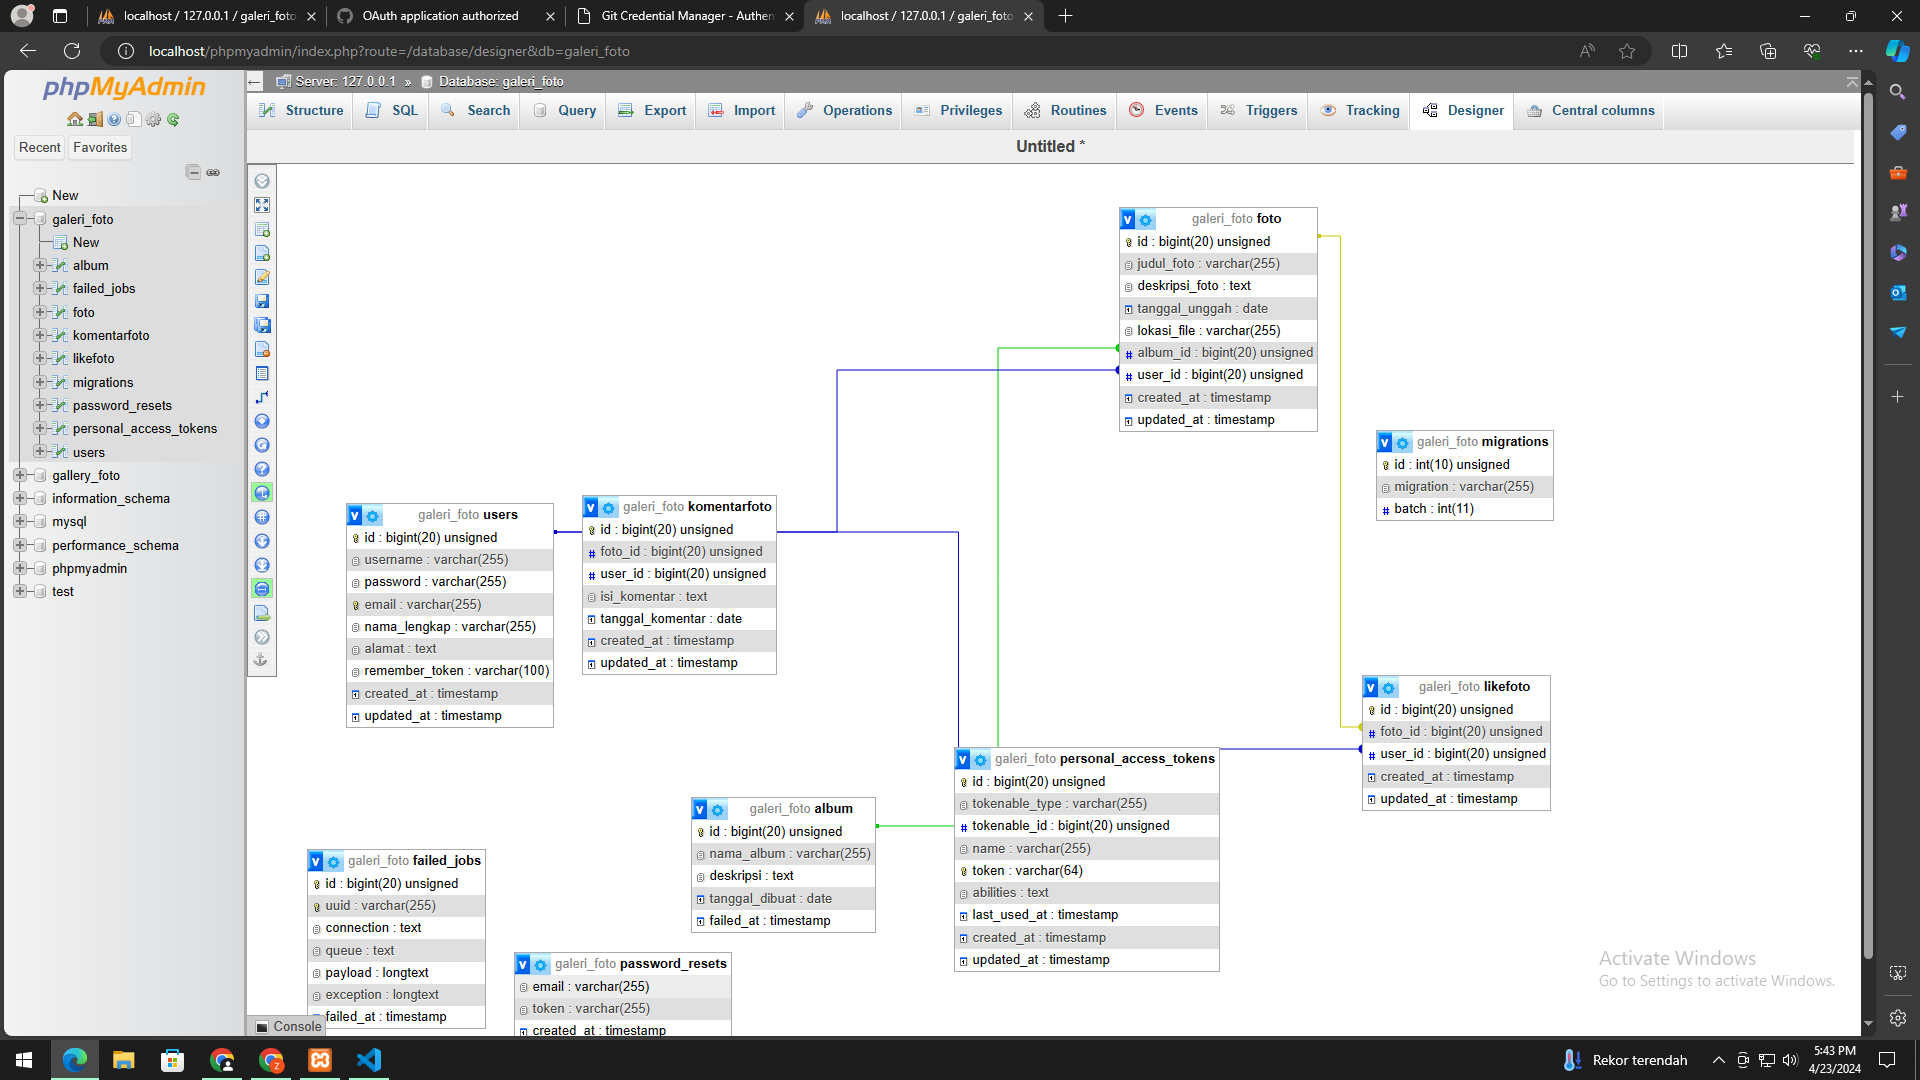 localhost / 127.0.0.1 / galeri_foto
OAuth application authorized
Git Credential Manager - Authen
localhost / 127.0.0.1 / galeri_foto
localhost/phpmyadmin/index.php?route=/database/designer&db=galeri_foto
phpMyAdmin
Recent
Favorites
New
galeri_foto
New
album
failed_jobs
foto
komentarfoto
likefoto
migrations
password_resets
personal_access_tokens
users
gallery_foto
information_schema
mysql
performance_schema
phpmyadmin
test
Server: 127.0.0.1 » Database: galeri_foto
Structure
SQL
Search
Query
Export
Import
Operations
Privileges
Routines
Events
Triggers
Tracking
Designer
Central columns
Untitled *
galeri_foto foto
id : bigint(20) unsigned
judul_foto : varchar(255)
deskripsi_foto : text
tanggal_unggah : date
lokasi_file : varchar(255)
album_id : bigint(20) unsigned
user_id : bigint(20) unsigned
created_at : timestamp
updated_at : timestamp
galeri_foto migrations
id : int(10) unsigned
migration : varchar(255)
batch : int(11)
galeri_foto users
id : bigint(20) unsigned
username : varchar(255)
password : varchar(255)
email : varchar(255)
nama_lengkap : varchar(255)
alamat : text
remember_token : varchar(100)
created_at : timestamp
updated_at : timestamp
galeri_foto komentarfoto
id : bigint(20) unsigned
foto_id : bigint(20) unsigned
user_id : bigint(20) unsigned
isi_komentar : text
tanggal_komentar : date
created_at : timestamp
updated_at : timestamp
galeri_foto likefoto
id : bigint(20) unsigned
foto_id : bigint(20) unsigned
user_id : bigint(20) unsigned
created_at : timestamp
updated_at : timestamp
galeri_foto personal_access_tokens
id : bigint(20) unsigned
tokenable_type : varchar(255)
tokenable_id : bigint(20) unsigned
name : varchar(255)
token : varchar(64)
abilities : text
last_used_at : timestamp
created_at : timestamp
updated_at : timestamp
galeri_foto album
id : bigint(20) unsigned
nama_album : varchar(255)
deskripsi : text
tanggal_dibuat : date
failed_at : timestamp
galeri_foto failed_jobs
id : bigint(20) unsigned
uuid : varchar(255)
connection : text
queue : text
payload : longtext
exception : longtext
failed_at : timestamp
galeri_foto password_resets
email : varchar(255)
token : varchar(255)
created_at : timestamp
Console
Activate Windows
Go to Settings to activate Windows.
Rekor terendah
5:43 PM
4/23/2024